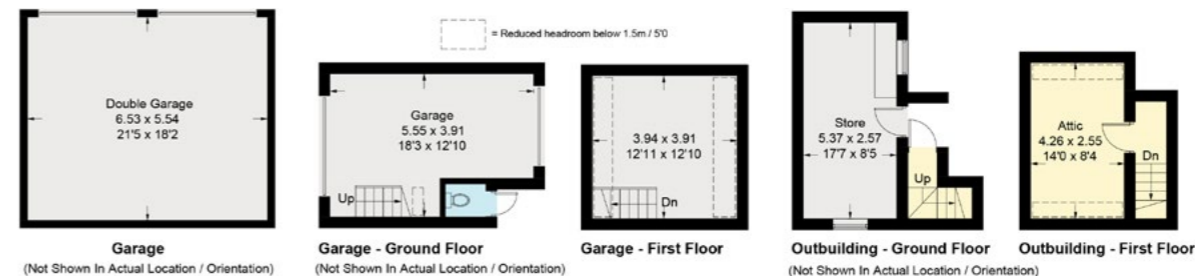 = Reduced headroom below 1.5m / 5'0
Double Garage
6.53 x 5.54
21'5 x 18'2
Garage
(Not Shown In Actual Location / Orientation)
Garage
5.55 x 3.91
18'3 x 12'10
Up
Garage - Ground Floor
(Not Shown In Actual Location / Orientation)
3.94 x 3.91
12'11 x 12'10
Dn
Garage - First Floor
Store
5.37 x 2.57
17'7 x 8'5
Up
Outbuilding - Ground Floor
(Not Shown In Actual Location / Orientation)
Attic
4.26 x 2.55
14'0 x 8'4
Dn
Outbuilding - First Floor